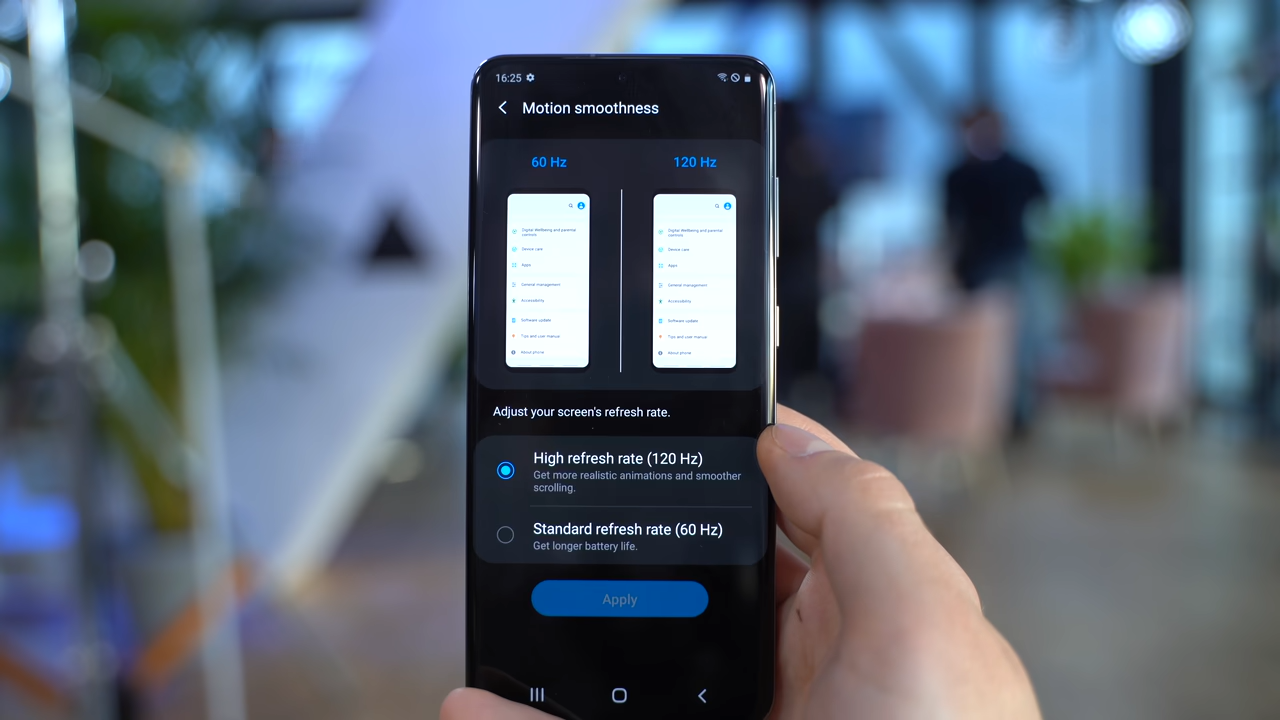 16:25
Motion smoothness
60 Hz
120 Hz
Digital Wellbeing and parental
controls
Device care
Apps
General management
Accessibility
Software update
Tips and user manual
About phone
Digital Wellbeing and parental
controls
Device care
Apps
General management
Accessibility
Software update
Tips and user manual
About phone
Adjust your screen's refresh rate.
High refresh rate (120 Hz)
Get more realistic animations and smoother
scrolling.
Standard refresh rate (60 Hz)
Get longer battery life.
Apply